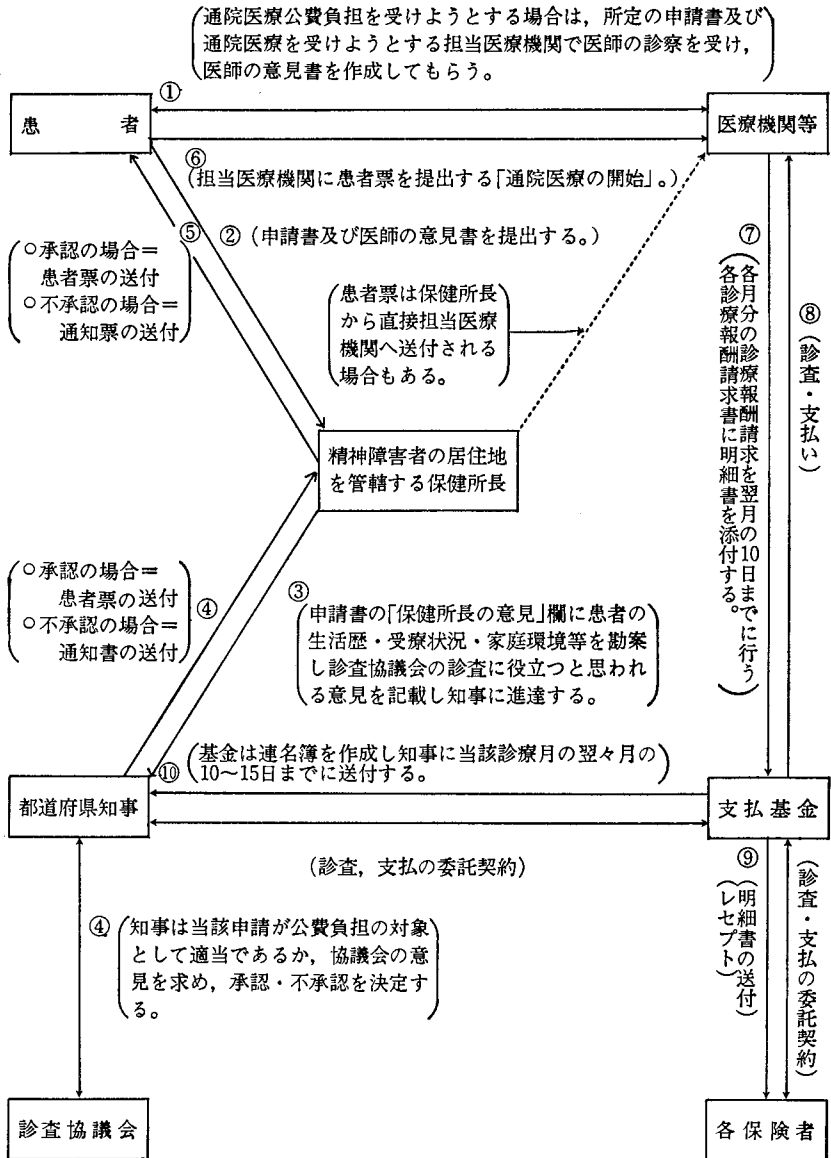 通院医療公費負担を受けようとする場合は，所定の申請書及び
通院医療を受けようとする担当医療機関で医師の診察を受け，
医師の意見書を作成してもらう。
①
患者
医療機関等
⑥
(担当医療機関に患者票を提出する「通院医療の開始」。)
⑤
②(申請書及び医師の意見書を提出する。)
○承認の場合＝
患者票の送付
○不承認の場合＝
通知票の送付
患者票は保健所長
から直接担当医療
機関へ送付される
場合もある。
⑦
各月分の診療報酬請求を翌月の10日までに行う
各診療報酬請求書に明細書を添付する。
⑧(診査・支払い)
精神障害者の居住地
を管轄する保健所長
○承認の場合＝
患者票の送付
○不承認の場合＝
通知書の送付
④
③
申請書の「保健所長の意見」欄に患者の
生活歴・受療状況・家庭環境等を勘案
し診査協議会の診査に役立つと思われ
る意見を記載し知事に進達する。
⑩
基金は連名簿を作成し知事に当該診療月の翌々月の
10〜15日までに送付する。
都道府県知事
支払基金
(診査，支払の委託契約)
④
知事は当該申請が公費負担の対象
として適当であるか，協議会の意
見を求め，承認・不承認を決定す
る。
⑨
(明細書の送付)
(レセプト)
(診査・支払の委託契約)
診査協議会
各保険者